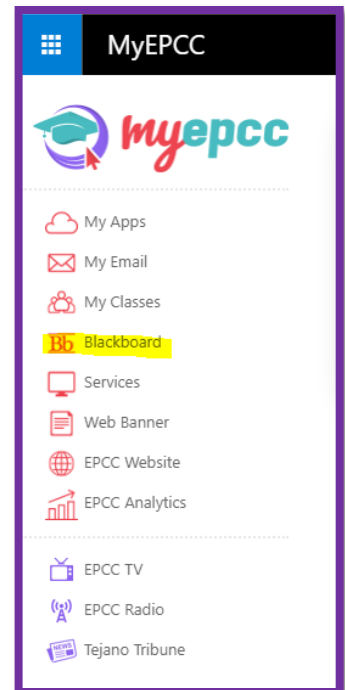 MyEPCC
myepcc
My Apps
My Email
My Classes
Bb Blackboard
Services
Web Banner
EPCC Website
EPCC Analytics
EPCC TV
EPCC Radio
NEWS Tejano Tribune